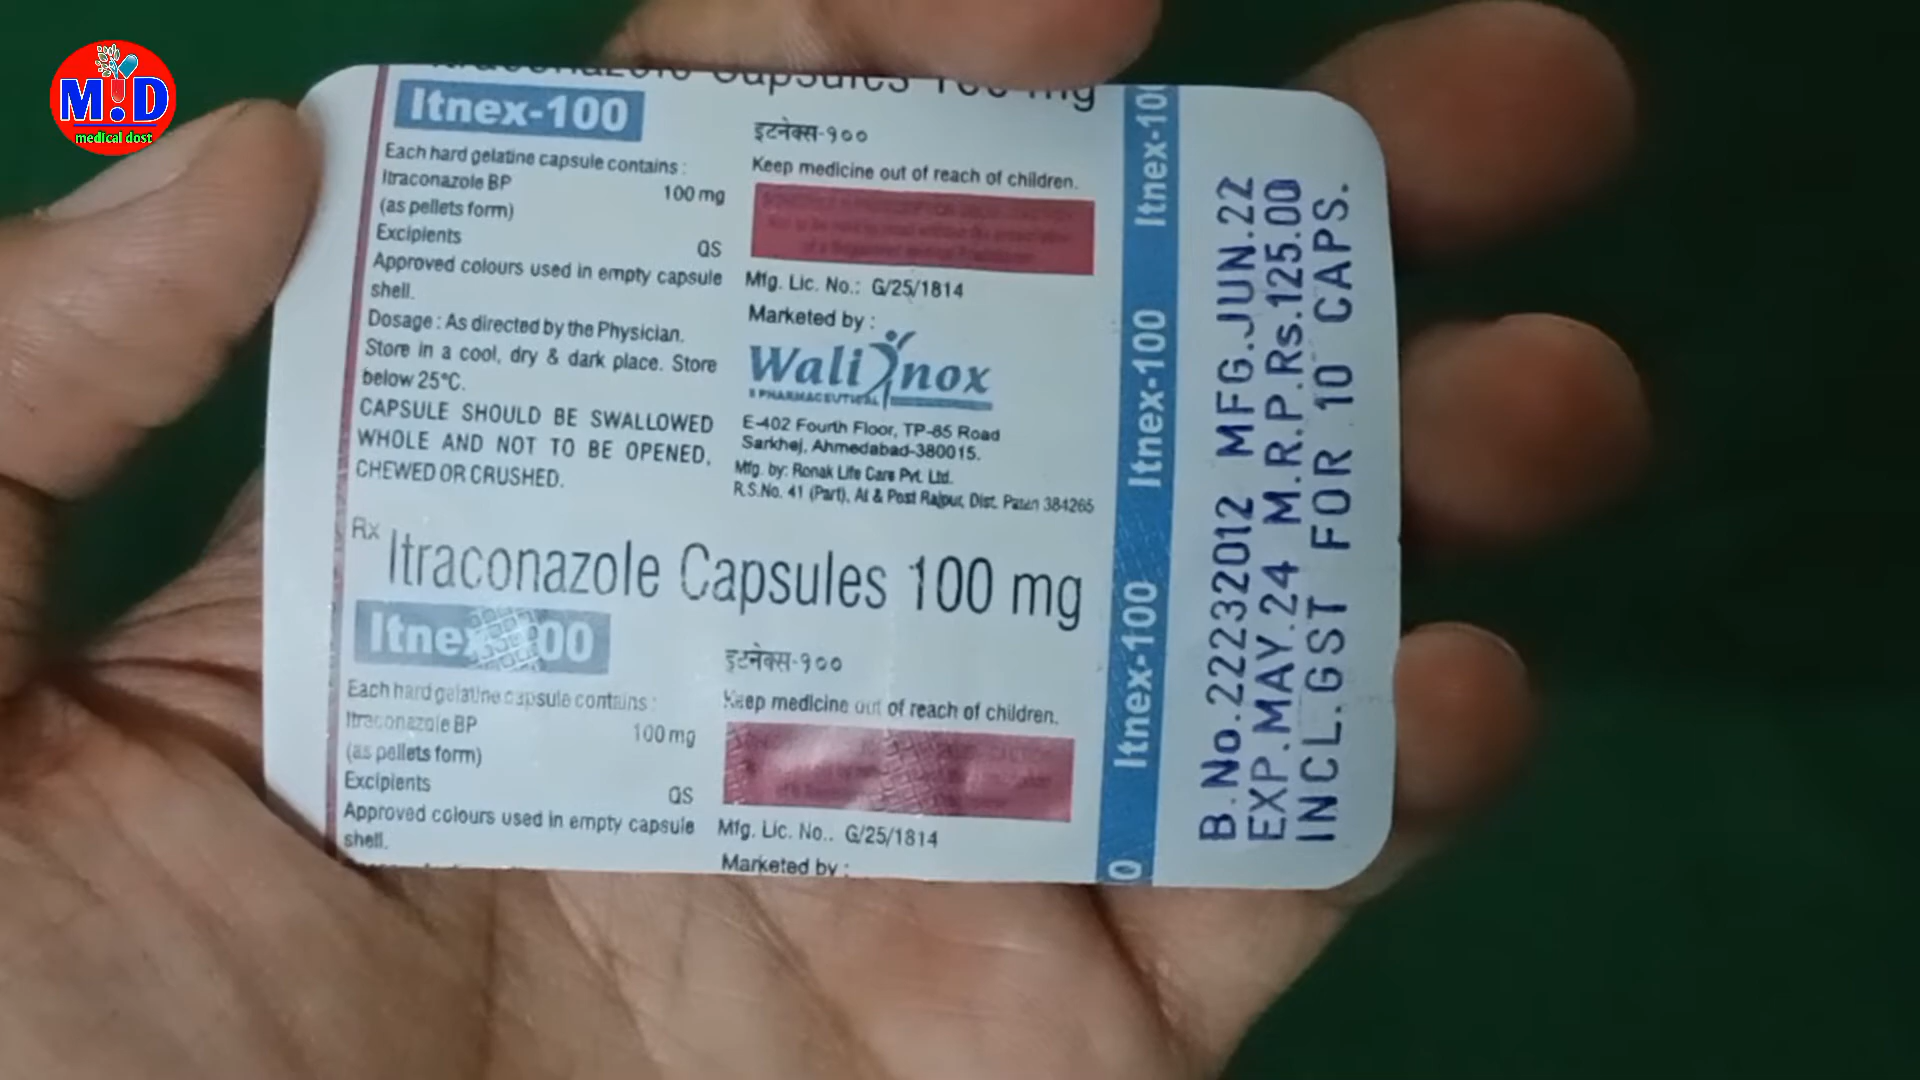 M!D
medical dost
Itraconazole Capsules 100 mg
Itnex-100
Each hard gelatine capsule contains :
Itraconazole BP 100 mg
(as pellets form)
Excipients QS
Approved colours used in empty capsule
shell.
Dosage : As directed by the Physician.
Store in a cool, dry & dark place. Store
below 25°C.
CAPSULE SHOULD BE SWALLOWED
WHOLE AND NOT TO BE OPENED,
CHEWED OR CRUSHED.
इटनेक्स-१००
Keep medicine out of reach of children.
Mfg. Lic. No.: G/25/1814
Marketed by :
Walinox
PHARMACEUTICAL
E-402 Fourth Floor, TP-85 Road
Sarkhej, Ahmedabad-380015.
Mfg. by: Ronak Life Care Pvt. Ltd.
R.S.No. 41 (Part), At & Post Rajpur, Dist. Patan 384265
Rx Itraconazole Capsules 100 mg
Itnex-100
Each hard gelatine capsule contains :
Itraconazole BP 100 mg
(as pellets form)
Excipients QS
Approved colours used in empty capsule
shell.
इटनेक्स-१००
Keep medicine out of reach of children.
Mfg. Lic. No.. G/25/1814
Marketed by :
Itnex-100
Itnex-100
Itnex-100
B.No.22232012 MFG.JUN.22
EXP.MAY.24 M.R.P.Rs.125.00
INCL.GST FOR 10 CAPS.